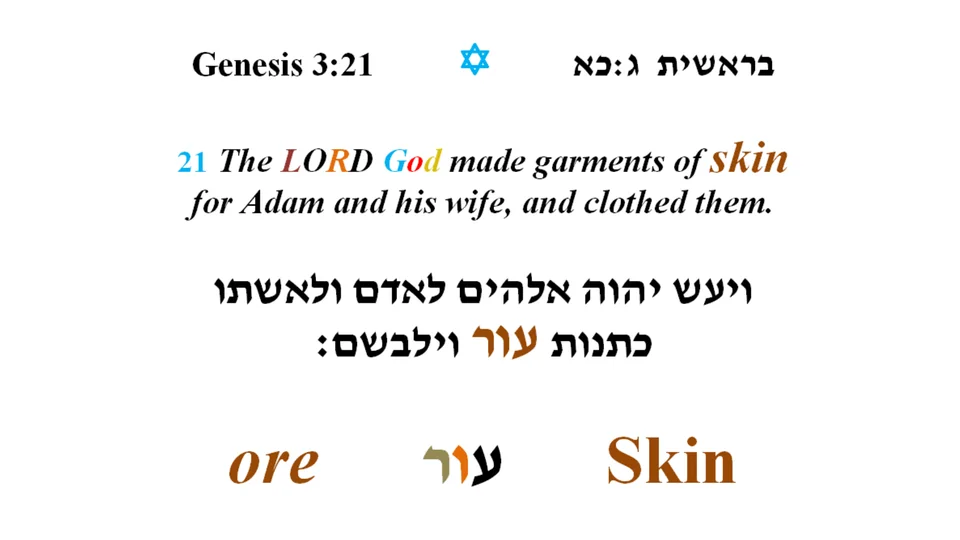 Genesis 3:21 ✡ בראשית ג:כא
21 The LORD God made garments of skin
for Adam and his wife, and clothed them.
ויעש יהוה אלהים לאדם ולאשתו
כתנות עור וילבשם:
ore עור Skin